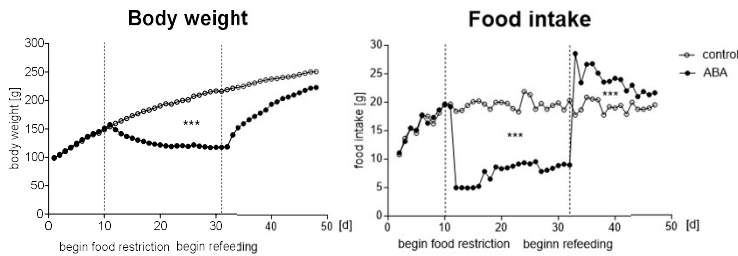 Body weight
300
250
200
150
100
50
0
body weight [g]
***
0 10 20 30 40 50 [d]
begin food restriction begin refeeding
Food intake
30
25
20
15
10
5
0
food intake [g]
***
***
0 10 20 30 40 50 [d]
begin food restriction beginn refeeding
control
ABA